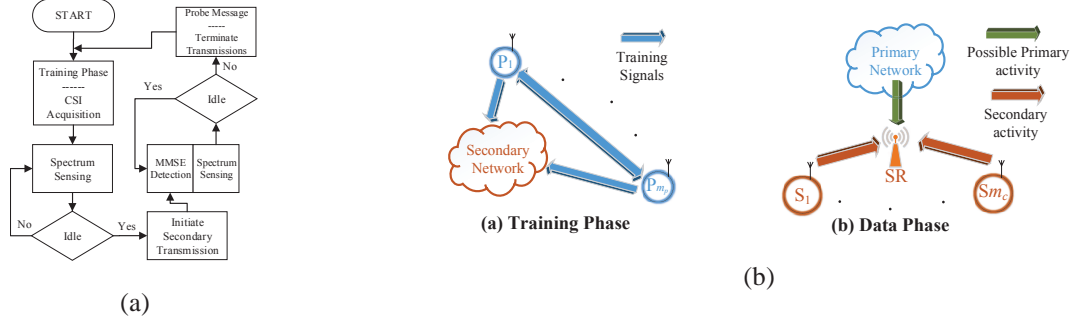 START
Probe Message
-----
Terminate
Transmissions
Training Phase
------
CSI
Acquisition
No
Yes
Idle
Spectrum
Sensing
MMSE
Detection
Spectrum
Sensing
No
Idle
Yes
Initiate
Secondary
Transmission
(a)
P1
Training
Signals
Secondary
Network
Pmp
(a) Training Phase
Primary
Network
Possible Primary
activity
Secondary
activity
SR
S1
Smc
(b) Data Phase
(b)